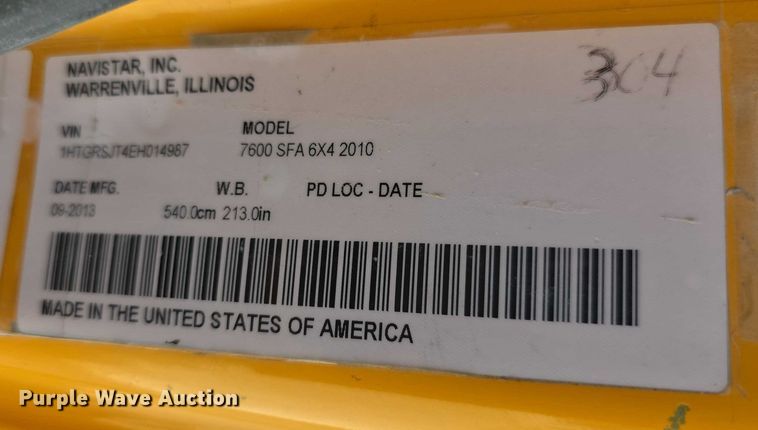 NAVISTAR, INC.
WARRENVILLE, ILLINOIS
304
VIN MODEL
1HTGRSJT4EH014987 7600 SFA 6X4 2010
DATE MFG. W.B. PD LOC - DATE
09-2013 540.0cm 213.0in
MADE IN THE UNITED STATES OF AMERICA
Purple Wave Auction